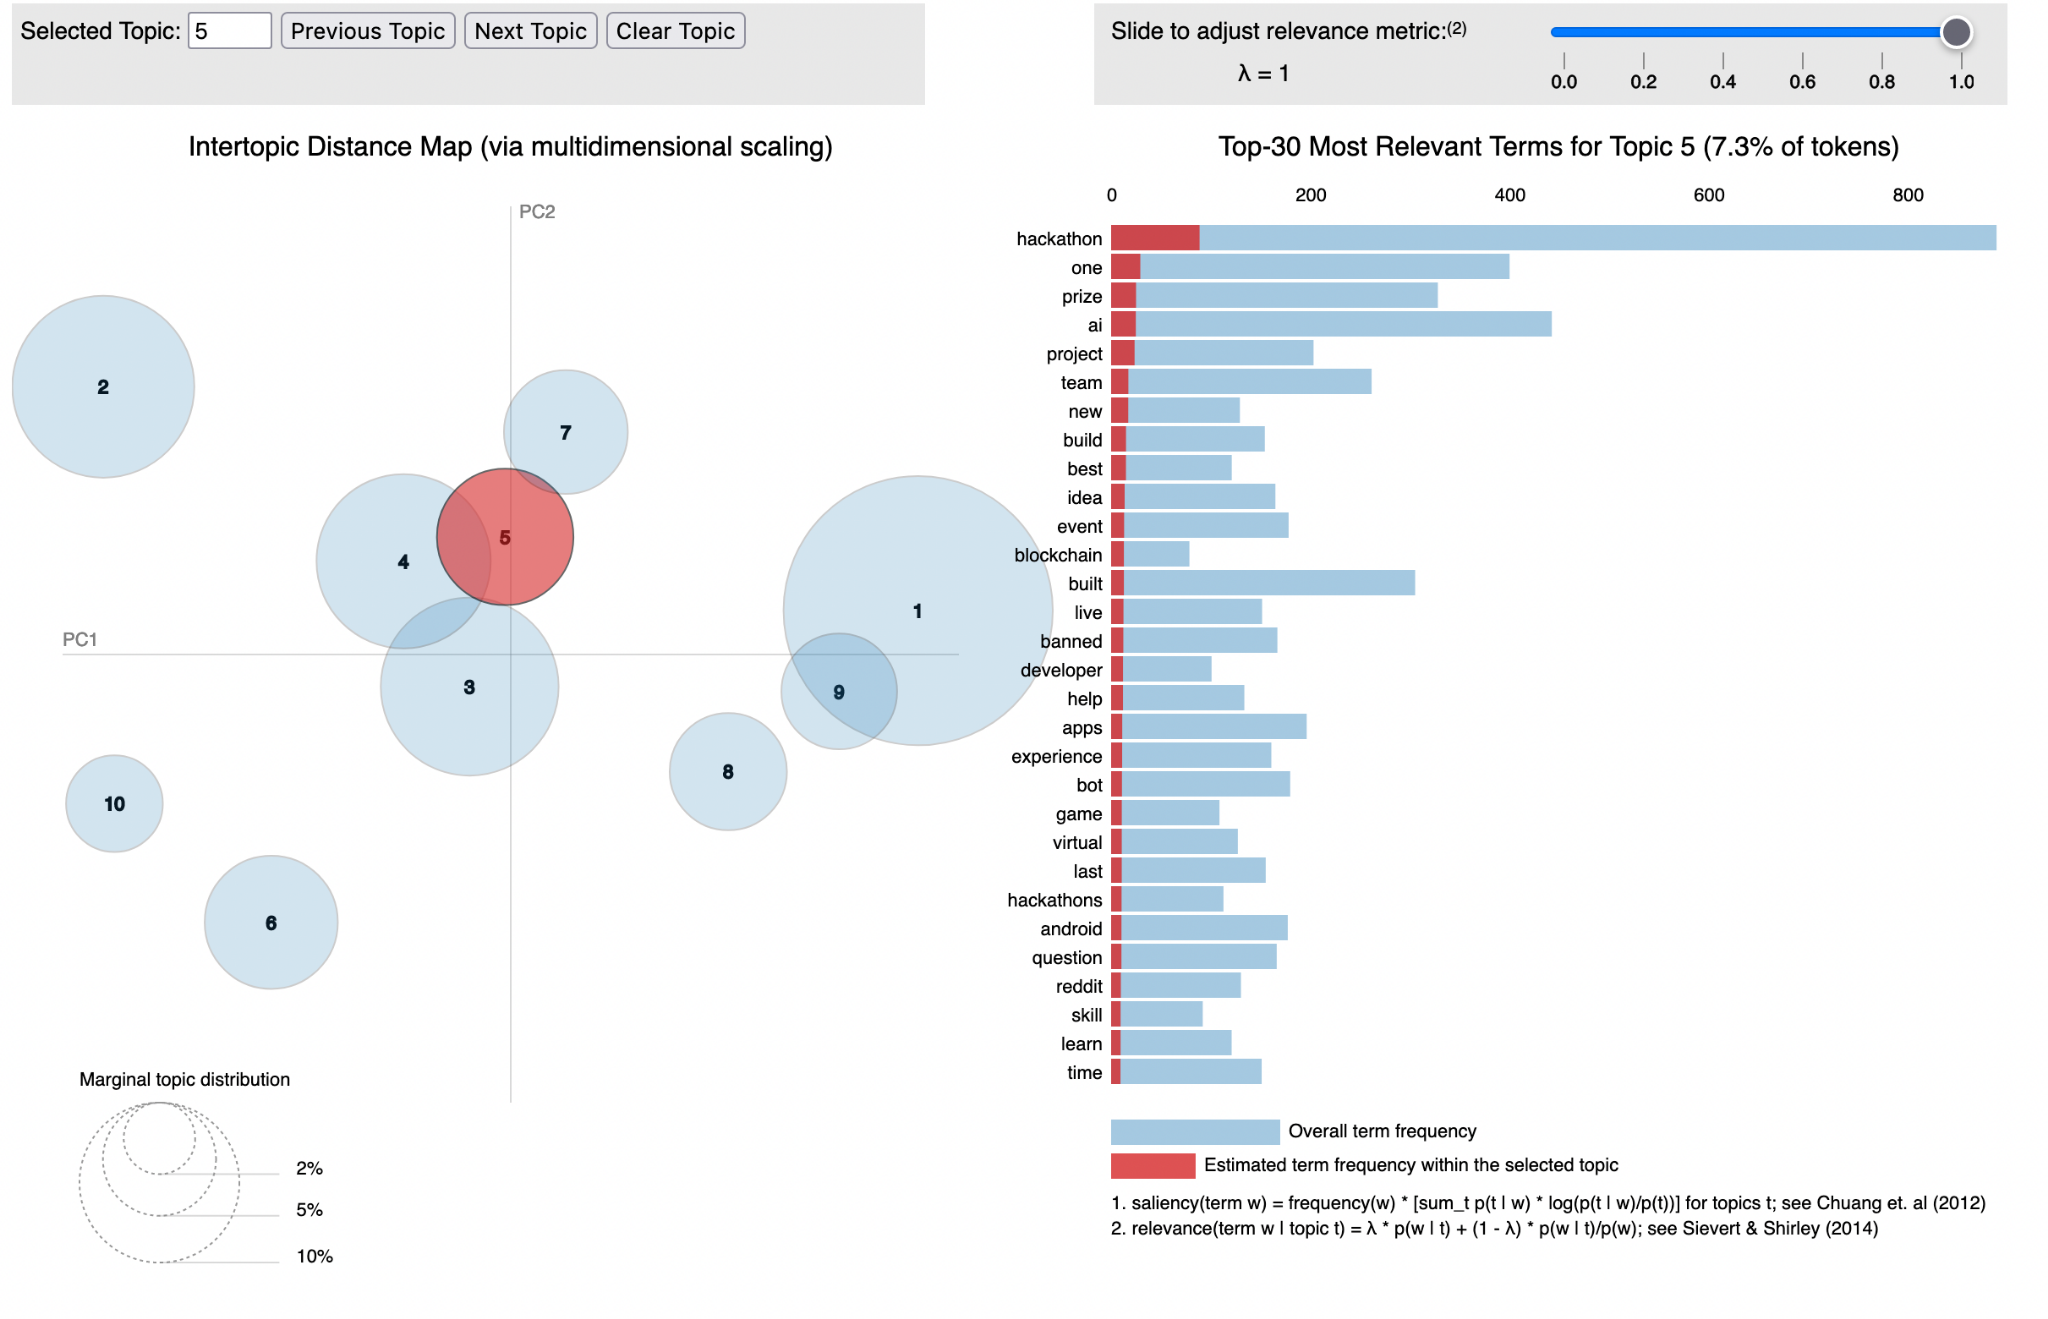 Selected Topic: 5 Previous Topic Next Topic Clear Topic
Slide to adjust relevance metric:(2)
λ = 1
0.0 0.2 0.4 0.6 0.8 1.0
Intertopic Distance Map (via multidimensional scaling)
PC2
PC1
2
7
5
4
1
3
9
8
10
6
Marginal topic distribution
2%
5%
10%
Top-30 Most Relevant Terms for Topic 5 (7.3% of tokens)
0 200 400 600 800
hackathon
one
prize
ai
project
team
new
build
best
idea
event
blockchain
built
live
banned
developer
help
apps
experience
bot
game
virtual
last
hackathons
android
question
reddit
skill
learn
time
Overall term frequency
Estimated term frequency within the selected topic
1. saliency(term w) = frequency(w) * [sum_t p(t | w) * log(p(t | w)/p(t))] for topics t; see Chuang et. al (2012)
2. relevance(term w | topic t) = λ * p(w | t) + (1 - λ) * p(w | t)/p(w); see Sievert & Shirley (2014)